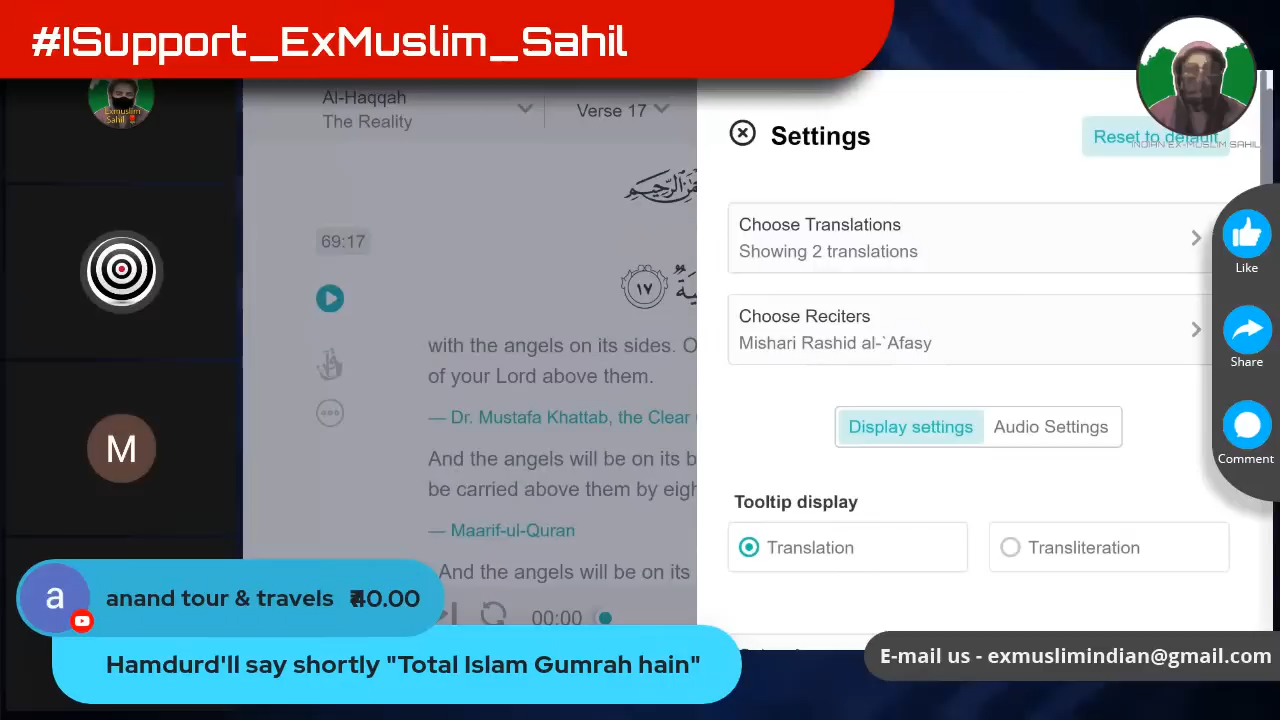 #ISupport_ExMuslim_Sahil
Exmuslim
Sahil
Al-Haqqah
The Reality
Verse 17
Settings
Reset to default
INDIAN EX-MUSLIM SAHIL
69:17
Choose Translations
Showing 2 translations
١٧
Choose Reciters
Mishari Rashid al-`Afasy
with the angels on its sides. O
of your Lord above them.
— Dr. Mustafa Khattab, the Clear
And the angels will be on its b
be carried above them by eigh
— Maarif-ul-Quran
And the angels will be on its
00:00
Display settings
Audio Settings
Tooltip display
Translation
Transliteration
Like
Share
Comment
M
a
anand tour & travels ₹40.00
Hamdurd'll say shortly "Total Islam Gumrah hain"
E-mail us - exmuslimindian@gmail.com